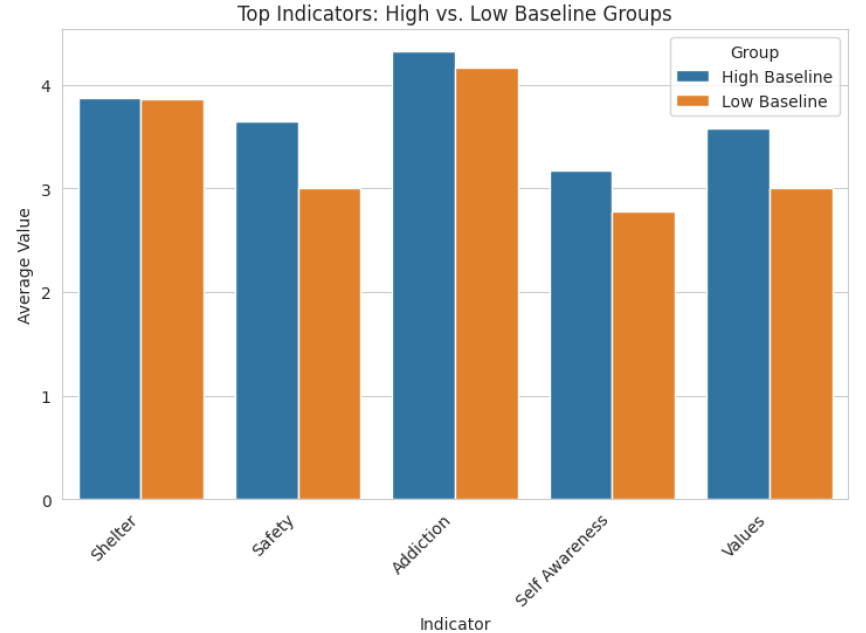 Top Indicators: High vs. Low Baseline Groups
Group
High Baseline
Low Baseline
Average Value
4
3
2
1
0
Shelter
Safety
Addiction
Self Awareness
Values
Indicator